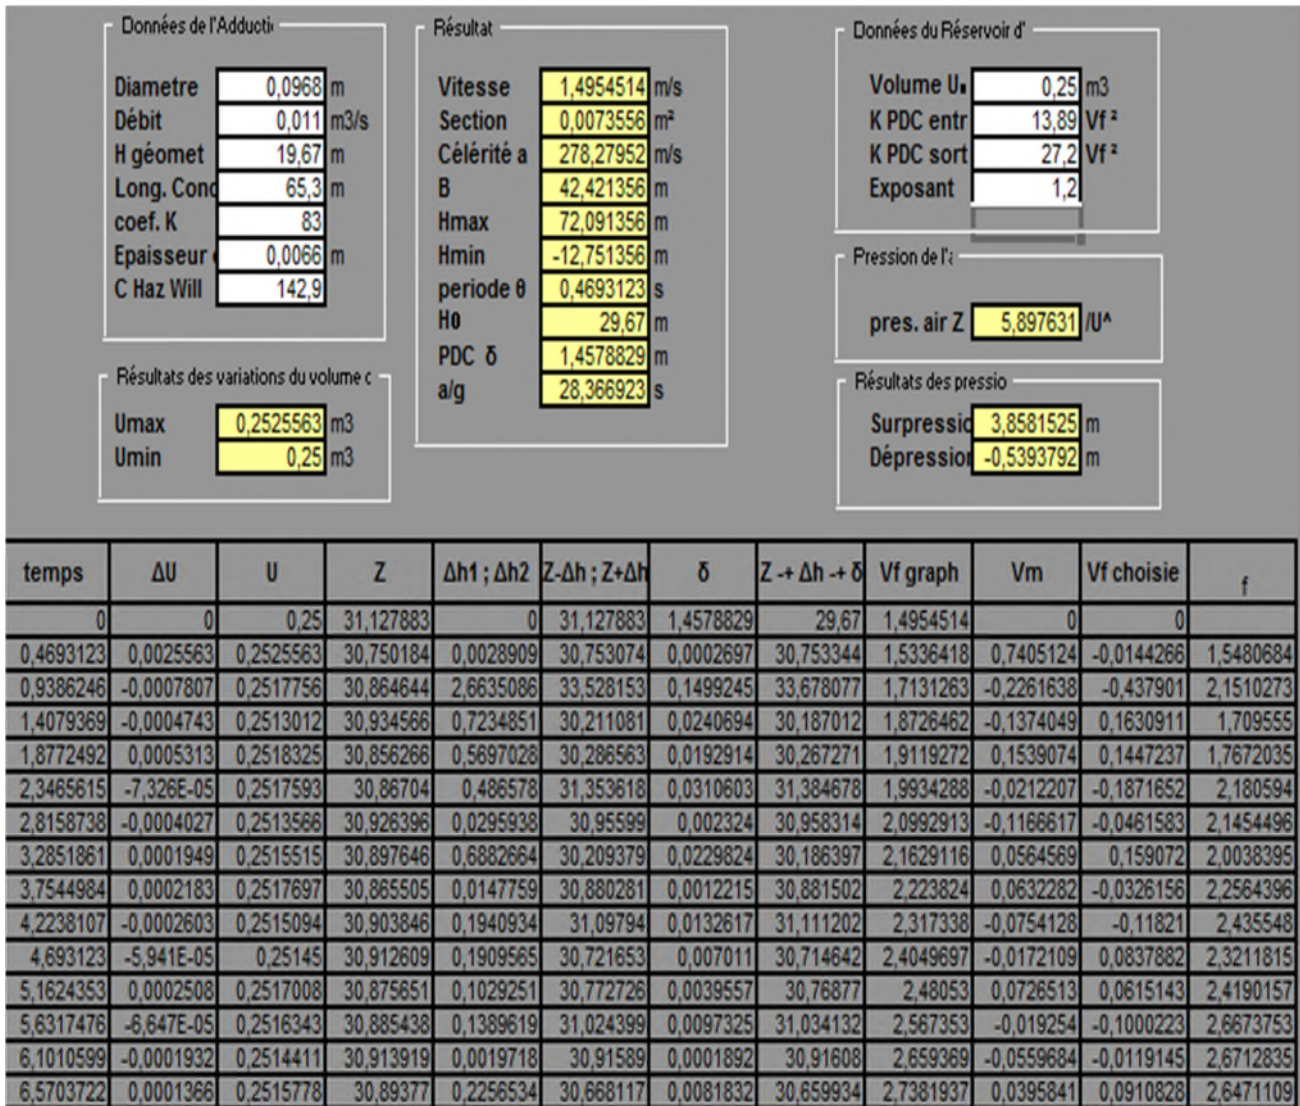 Données de l'Adducti
Diametre 0,0968 m
Débit 0,011 m3/s
H géomet 19,67 m
Long. Cond 65,3 m
coef. K 83
Epaisseur 0,0066 m
C Haz Will 142,9
Résultats des variations du volume c
Umax 0,2525563 m3
Umin 0,25 m3
Résultat
Vitesse 1,4954514 m/s
Section 0,0073556 m²
Célérité a 278,27952 m/s
B 42,421356 m
Hmax 72,091356 m
Hmin -12,751356 m
periode θ 0,4693123 s
H0 29,67 m
PDC δ 1,4578829 m
a/g 28,366923 s
Données du Réservoir d'
Volume U 0,25 m3
K PDC entr 13,89 Vf ²
K PDC sort 27,2 Vf ²
Exposant 1,2
Pression de l'a
pres. air Z 5,897631 /U^
Résultats des pressio
Surpressio 3,8581525 m
Dépression -0,5393792 m
temps ΔU U Z Δh1 ; Δh2 Z-Δh ; Z+Δh δ Z -+ Δh -+ δ Vf graph Vm Vf choisie f
0 0 0,25 31,127883 0 31,127883 1,4578829 29,67 1,4954514 0 0
0,4693123 0,0025563 0,2525563 30,750184 0,0028909 30,753074 0,0002697 30,753344 1,5336418 0,7405124 -0,0144266 1,5480684
0,9386246 -0,0007807 0,2517756 30,864644 2,6635086 33,528153 0,1499245 33,678077 1,7131263 -0,2261638 -0,437901 2,1510273
1,4079369 -0,0004743 0,2513012 30,934566 0,7234851 30,211081 0,0240694 30,187012 1,8726462 -0,1374049 0,1630911 1,709555
1,8772492 0,0005313 0,2518325 30,856266 0,5697028 30,286563 0,0192914 30,267271 1,9119272 0,1539074 0,1447237 1,7672035
2,3465615 -7,326E-05 0,2517593 30,86704 0,486578 31,353618 0,0310603 31,384678 1,9934288 -0,0212207 -0,1871652 2,180594
2,8158738 -0,0004027 0,2513566 30,926396 0,0295938 30,95599 0,002324 30,958314 2,0992913 -0,1166617 -0,0461583 2,1454496
3,2851861 0,0001949 0,2515515 30,897646 0,6882664 30,209379 0,0229824 30,186397 2,1629116 0,0564569 0,159072 2,0038395
3,7544984 0,0002183 0,2517697 30,865505 0,0147759 30,880281 0,0012215 30,881502 2,223824 0,0632282 -0,0326156 2,2564396
4,2238107 -0,0002603 0,2515094 30,903846 0,1940934 31,09794 0,0132617 31,111202 2,317338 -0,0754128 -0,11821 2,435548
4,693123 -5,941E-05 0,25145 30,912609 0,1909565 30,721653 0,007011 30,714642 2,4049697 -0,0172109 0,0837882 2,3211815
5,1624353 0,0002508 0,2517008 30,875651 0,1029251 30,772726 0,0039557 30,76877 2,48053 0,0726513 0,0615143 2,4190157
5,6317476 -6,647E-05 0,2516343 30,885438 0,1389619 31,024399 0,0097325 31,034132 2,567353 -0,019254 -0,1000223 2,6673753
6,1010599 -0,0001932 0,2514411 30,913919 0,0019718 30,91589 0,0001892 30,91608 2,659369 -0,0559684 -0,0119145 2,6712835
6,5703722 0,0001366 0,2515778 30,89377 0,2256534 30,668117 0,0081832 30,659934 2,7381937 0,0395841 0,0910828 2,6471109